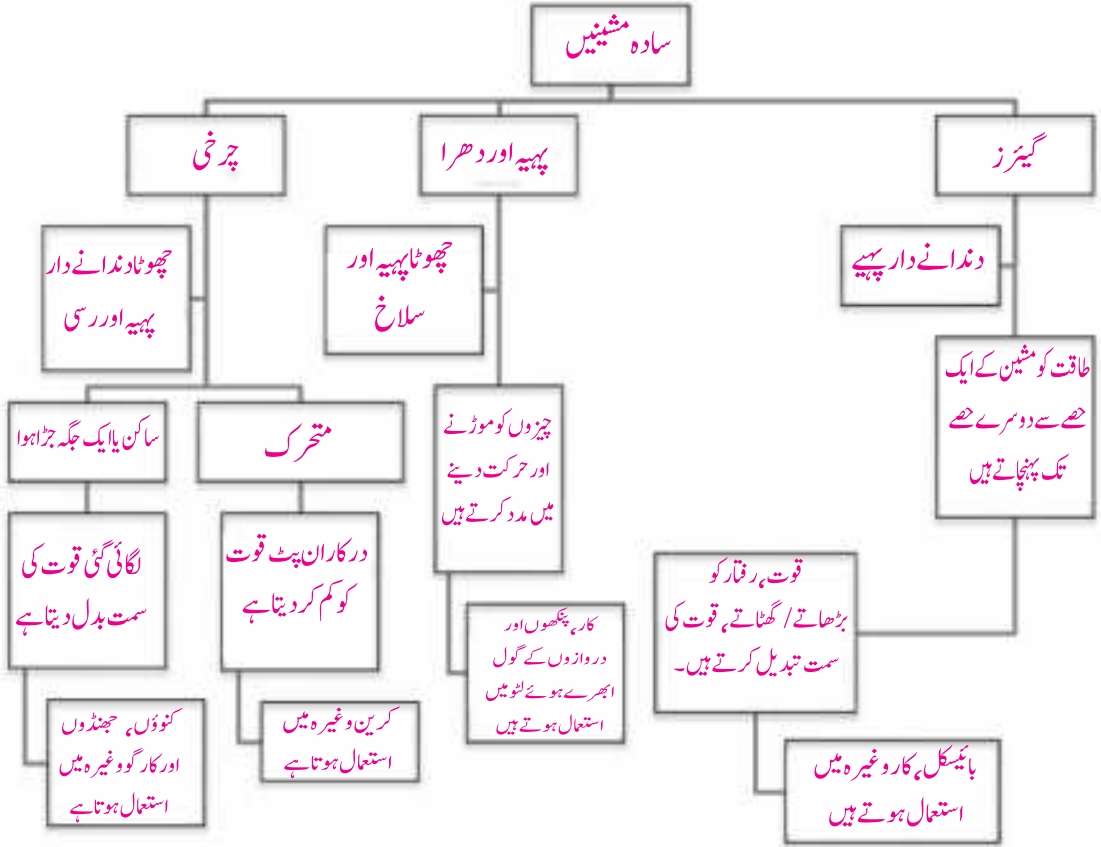 سادہ مشینیں
گیئرز
پہیہ اور دھرا
چرخی
دندانے دار پہیے
چھوٹا پہیہ اور
سلاخ
چھوٹا دندانے دار
پہیہ اور رسی
طاقت کو مشین کے ایک
حصے سے دوسرے حصے
تک پہنچاتے ہیں
چیزوں کو موڑنے
اور حرکت دینے
میں مدد کرتے ہیں
متحرک
ساکن یا ایک جگہ جڑا ہوا
قوت، رفتار کو
بڑھاتے / گھٹاتے، قوت کی
سمت تبدیل کرتے ہیں۔
درکار ان پٹ قوت
کو کم کر دیتا ہے
لگائی گئی قوت کی
سمت بدل دیتا ہے
کار، پنکھوں اور
دروازوں کے گول
ابھرے ہوئے لٹو میں
استعمال ہوتے ہیں
بائیسکل، کار وغیرہ میں
استعمال ہوتے ہیں
کرین وغیرہ میں
استعمال ہوتا ہے
کنوؤں، جھنڈوں
اور کارگو وغیرہ میں
استعمال ہوتا ہے